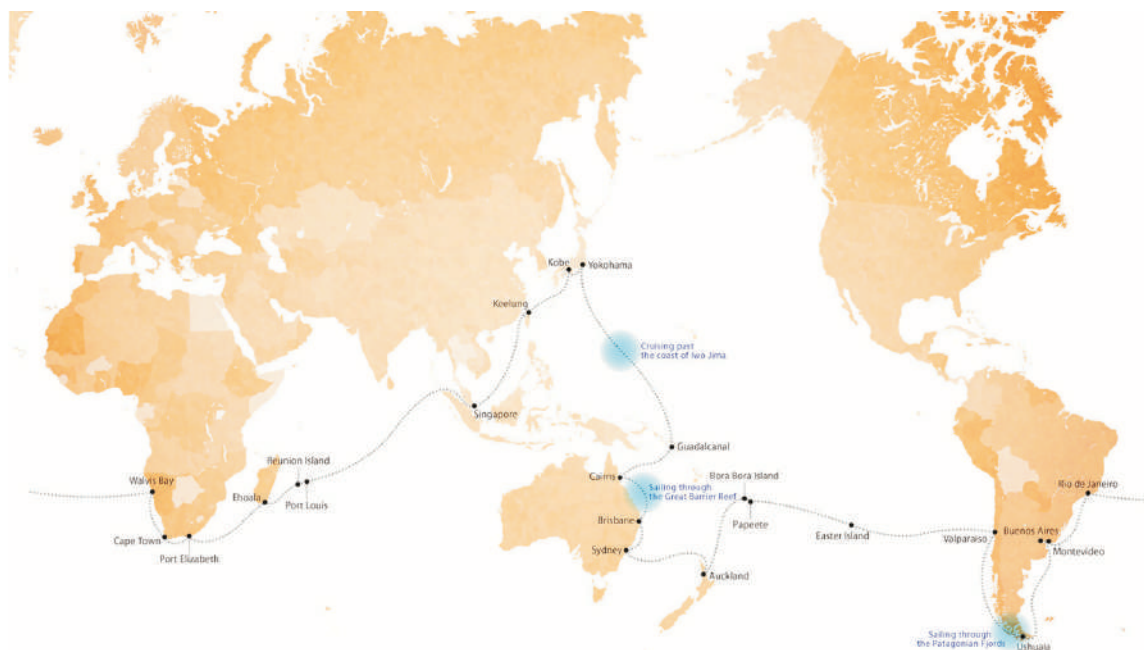 Kobe
Yokohama
Keelung
Cruising past
the coast of Iwo Jima
Singapore
Guadalcanal
Reunion Island
Walvis Bay
Ehoala
Port Louis
Cairns
Sailing through
the Great Barrier Reef
Bora Bora Island
Rio de Janeiro
Cape Town
Port Elizabeth
Brisbane
Papeete
Easter Island
Valparaiso
Buenos Aires
Montevideo
Sydney
Auckland
Sailing through
the Patagonian Fjords
Ushuaia